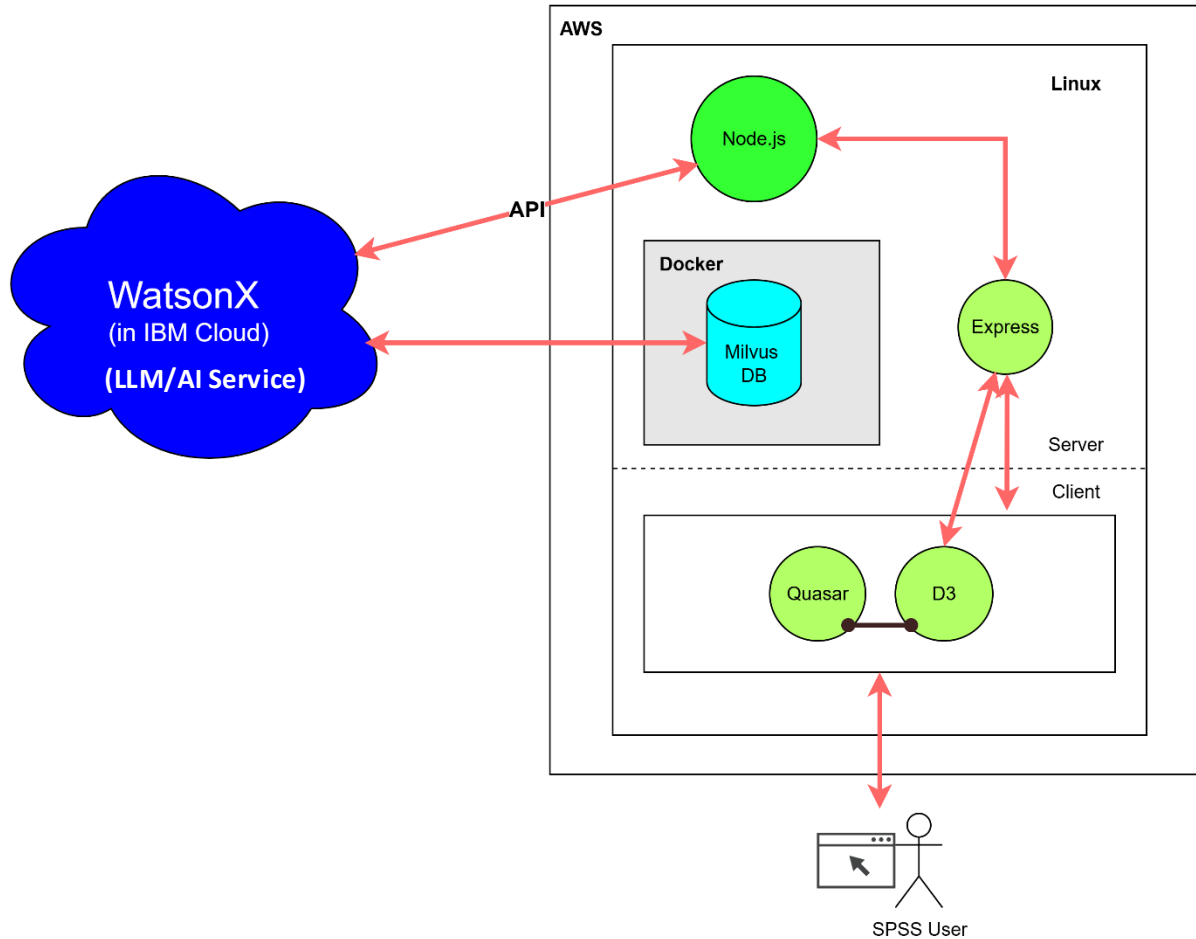 AWS
Linux
Node.js
API
Docker
WatsonX
(in IBM Cloud)
(LLM/AI Service)
Milvus
DB
Express
Server
Client
Quasar
D3
SPSS User